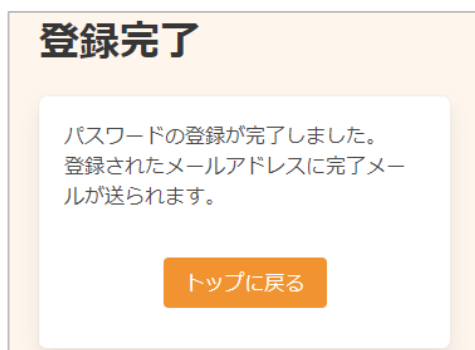 登録完了
パスワードの登録が完了しました。
登録されたメールアドレスに完了メー
ルが送られます。
トップに戻る